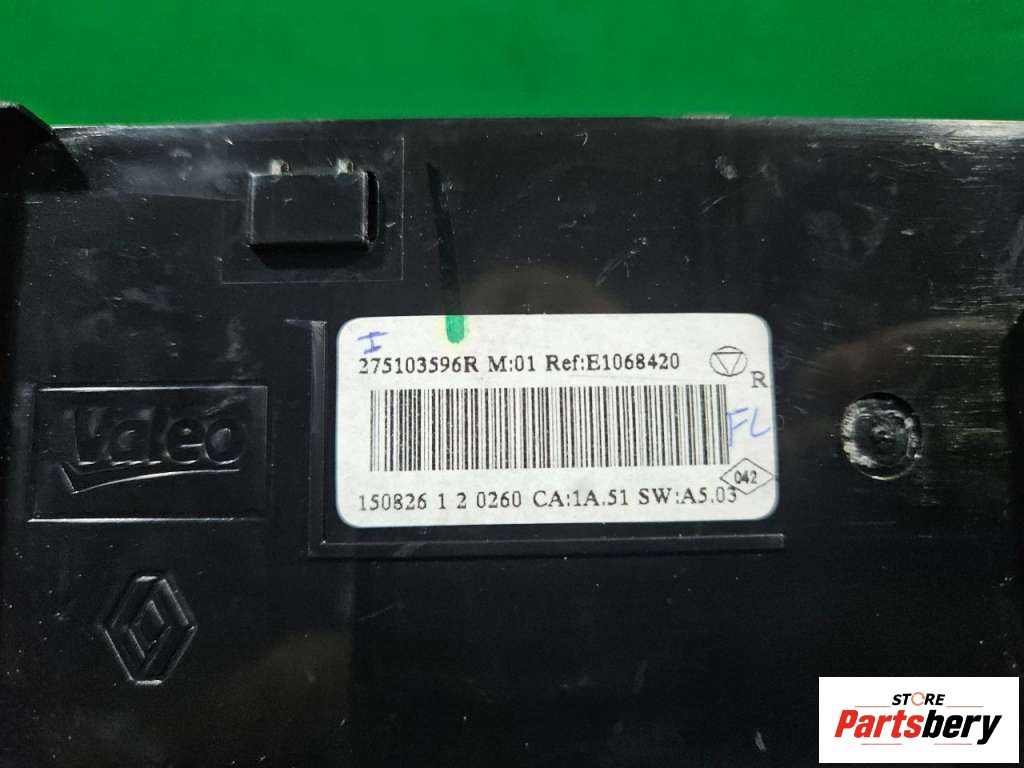 I
275103596R M:01 Ref:E1068420
R
Valeo
FL
042
150826 1 2 0260 CA:1A.51 SW:A5.03
STORE
Partsbery